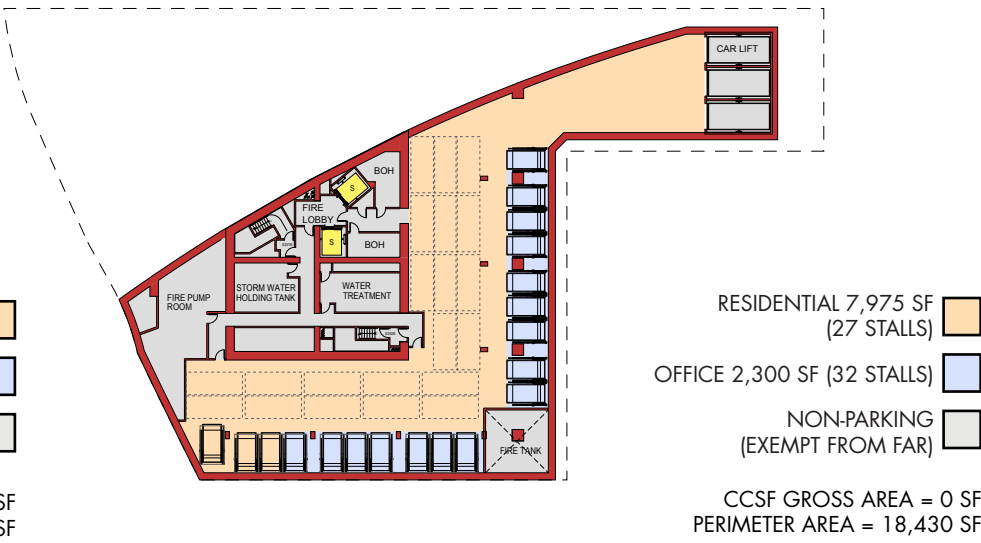 CAR LIFT
BOH
S
FIRE
LOBBY
S
BOH
STORM WATER
HOLDING TANK
WATER
TREATMENT
FIRE PUMP
ROOM
FIRE TANK
RESIDENTIAL 7,975 SF
(27 STALLS)
OFFICE 2,300 SF (32 STALLS)
NON-PARKING
(EXEMPT FROM FAR)
SF
SF
CCSF GROSS AREA = 0 SF
PERIMETER AREA = 18,430 SF